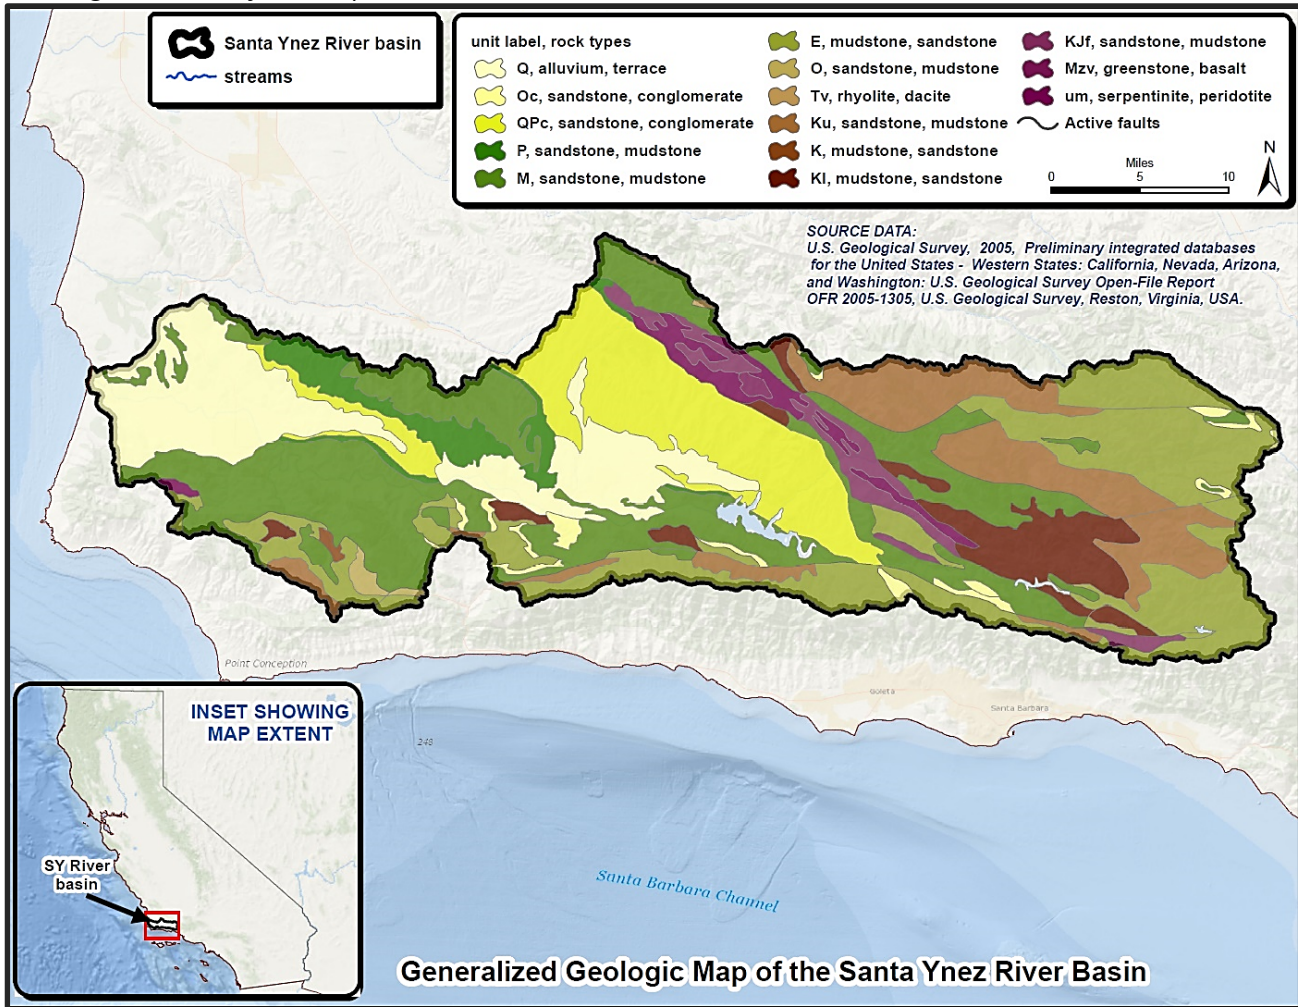 Santa Ynez River basin
streams
unit label, rock types
Q, alluvium, terrace
Oc, sandstone, conglomerate
QPc, sandstone, conglomerate
P, sandstone, mudstone
M, sandstone, mudstone
E, mudstone, sandstone
O, sandstone, mudstone
Tv, rhyolite, dacite
Ku, sandstone, mudstone
K, mudstone, sandstone
Kl, mudstone, sandstone
KJf, sandstone, mudstone
Mzv, greenstone, basalt
um, serpentinite, peridotite
Active faults
Miles
0 5 10
N
SOURCE DATA:
U.S. Geological Survey, 2005, Preliminary integrated databases
for the United States - Western States: California, Nevada, Arizona,
and Washington: U.S. Geological Survey Open-File Report
OFR 2005-1305, U.S. Geological Survey, Reston, Virginia, USA.
Point Conception
Goleta
Santa Barbara
248
INSET SHOWING
MAP EXTENT
SY River
basin
Santa Barbara Channel
Generalized Geologic Map of the Santa Ynez River Basin